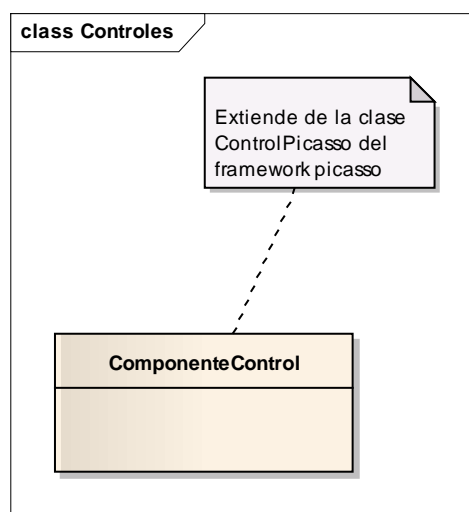 class Controles
Extiende de la clase
ControlPicasso del
framework picasso
ComponenteControl